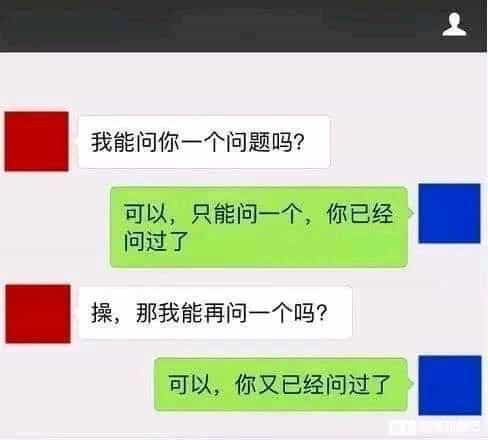 我能问你一个问题吗?
可以，只能问一个，你已经
问过了
操，那我能再问一个吗?
可以，你又已经问过了